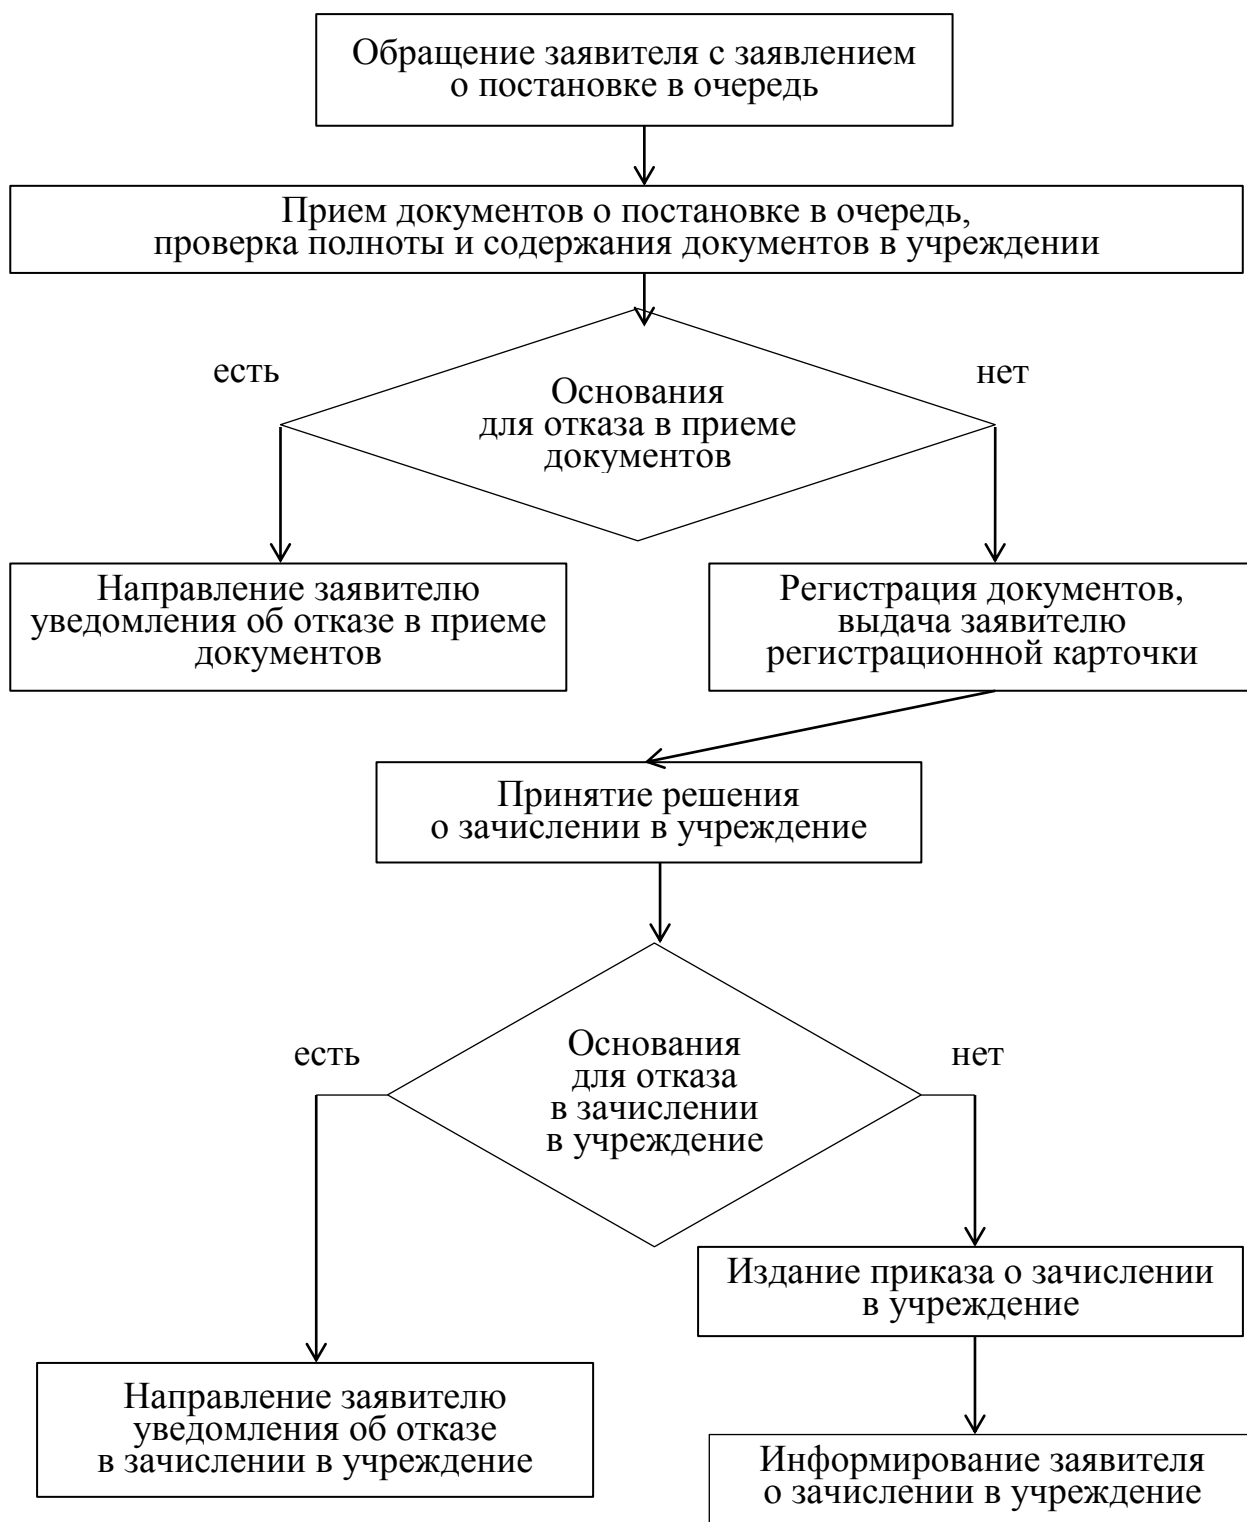 Обращение заявителя с заявлением
о постановке в очередь
Прием документов о постановке в очередь,
проверка полноты и содержания документов в учреждении
есть
нет
Основания
для отказа в приеме
документов
Направление заявителю
уведомления об отказе в приеме
документов
Регистрация документов,
выдача заявителю
регистрационной карточки
Принятие решения
о зачислении в учреждение
есть
нет
Основания
для отказа
в зачислении
в учреждение
Издание приказа о зачислении
в учреждение
Направление заявителю
уведомления об отказе
в зачислении в учреждение
Информирование заявителя
о зачислении в учреждение